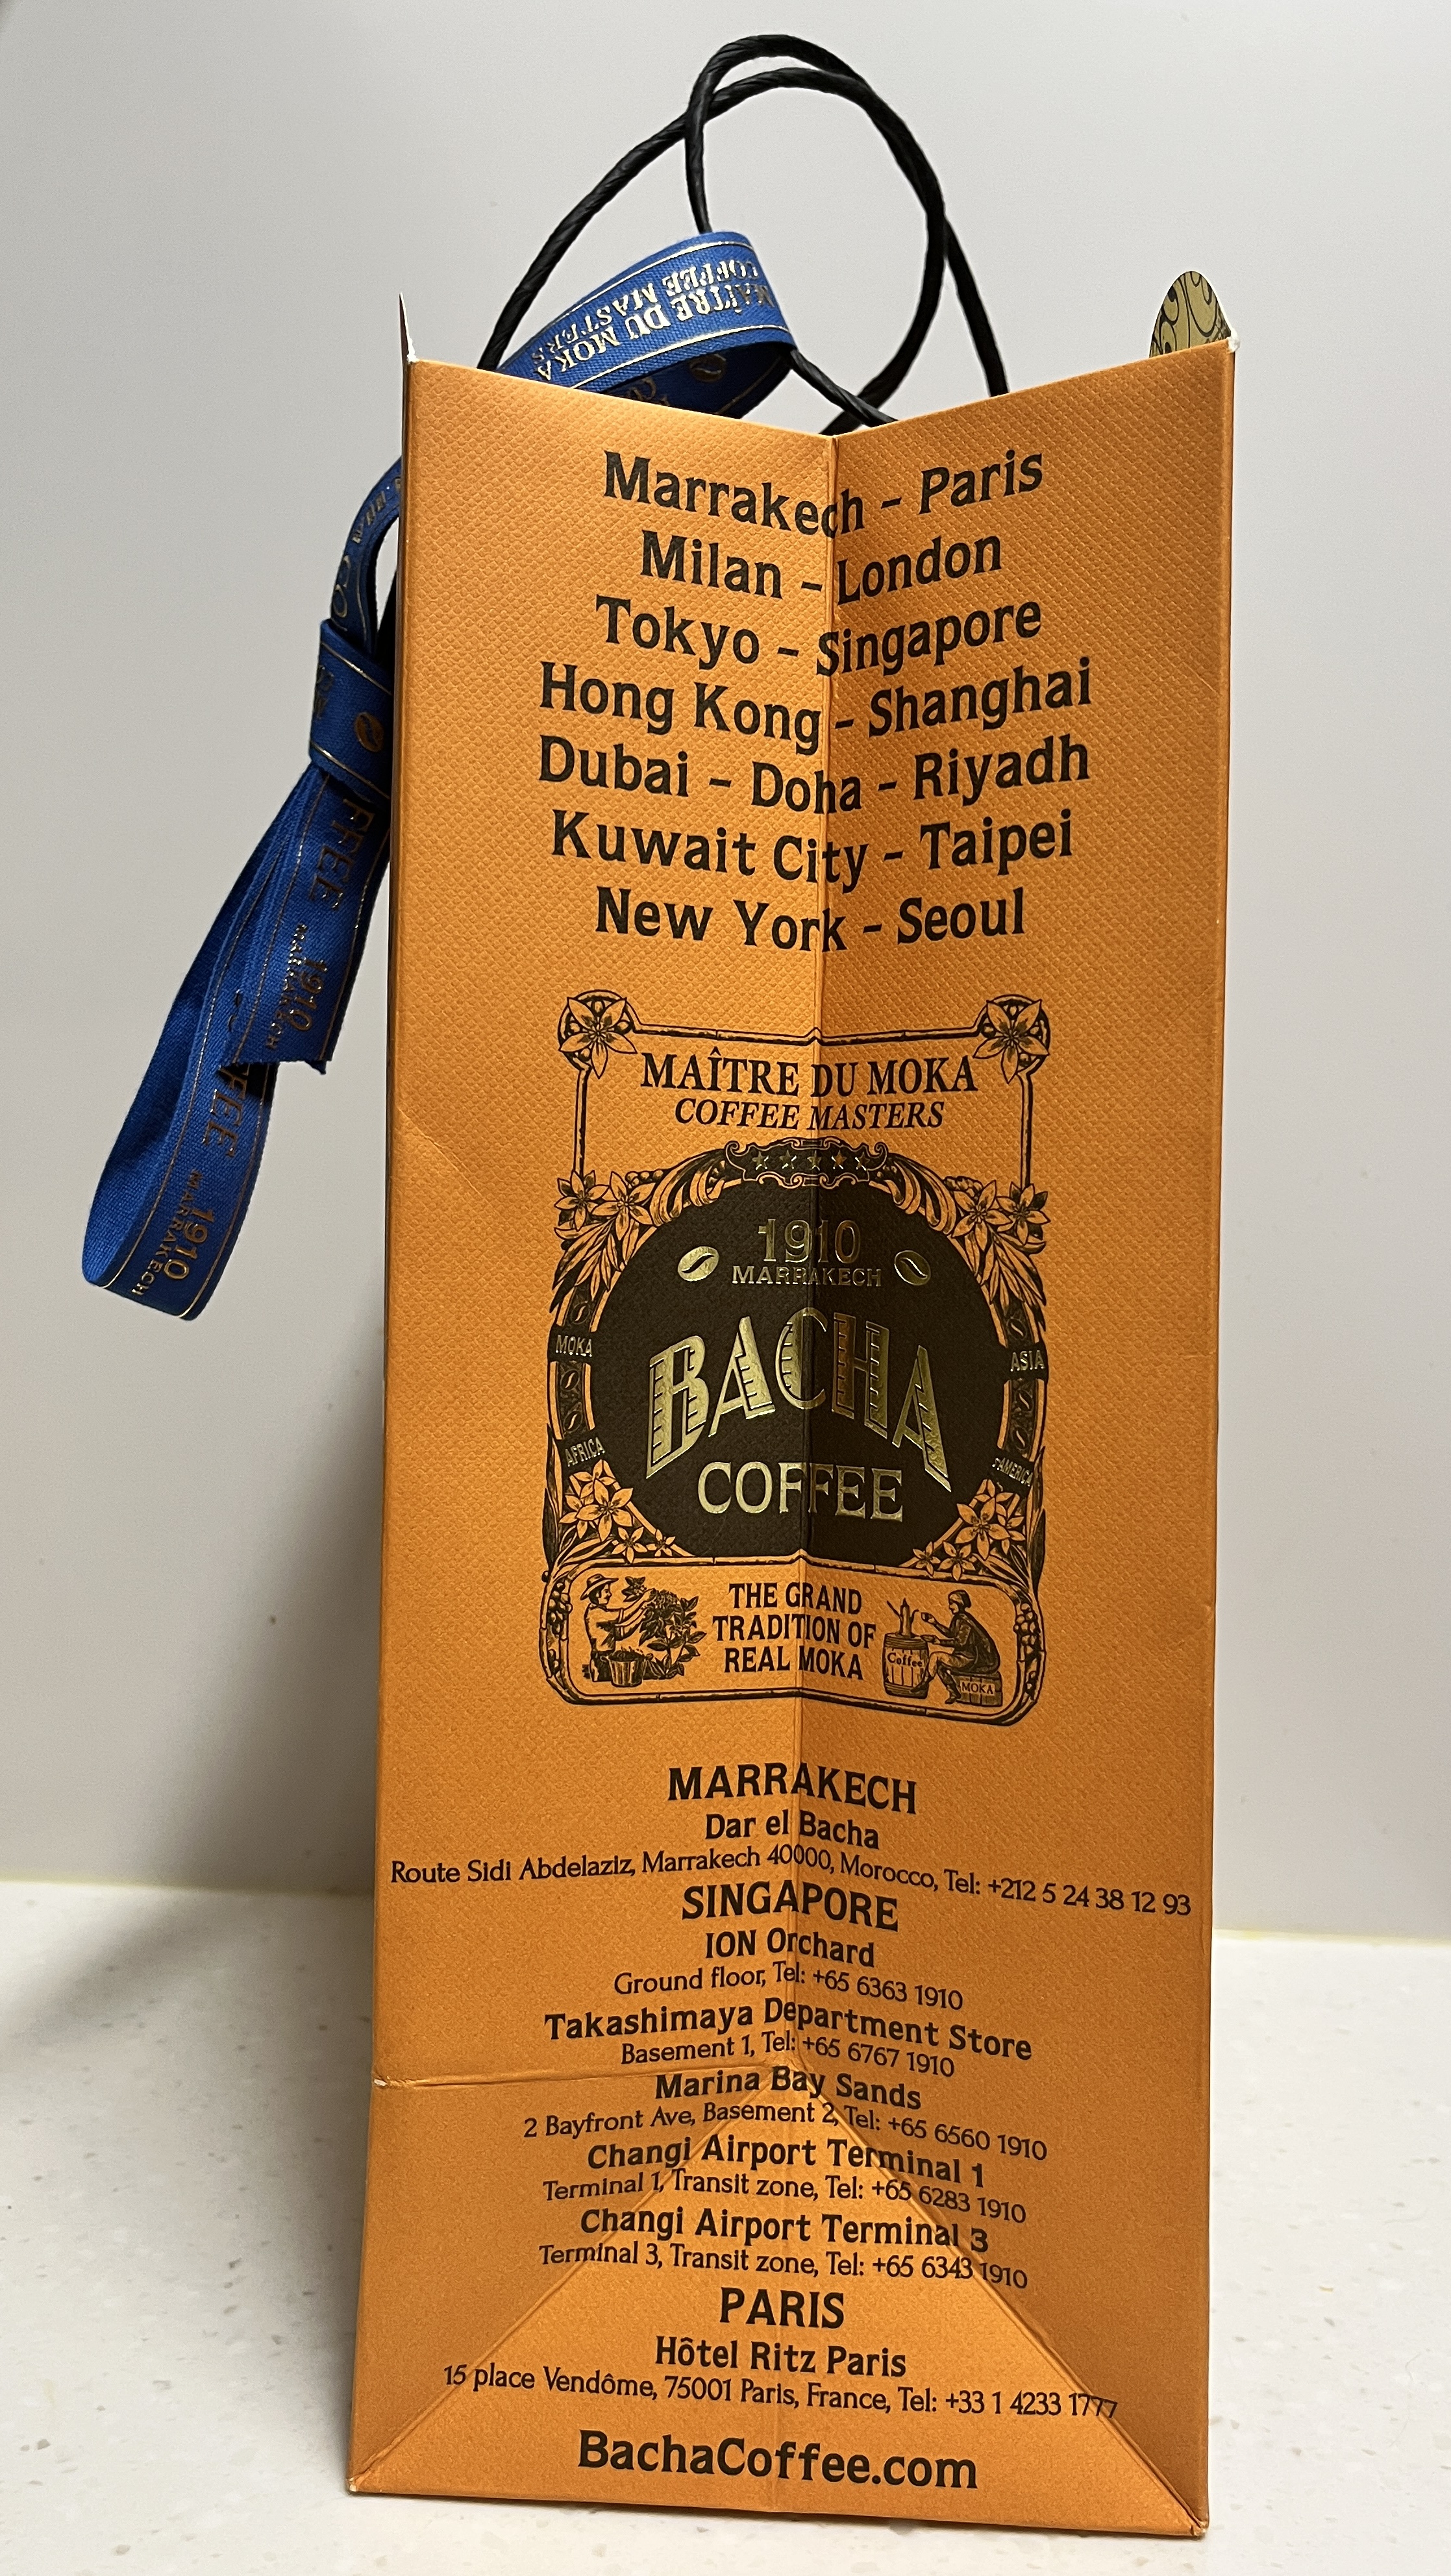 MAÎTRE DU MOKA
COFFEE MASTERS
FFEE
1910
MARRAKECH
FFEE
1910
MARRAKECH
Marrakech – Paris
Milan – London
Tokyo – Singapore
Hong Kong – Shanghai
Dubai – Doha – Riyadh
Kuwait City – Taipei
New York – Seoul
MAÎTRE DU MOKA
COFFEE MASTERS
1910
MARRAKECH
BACHA
COFFEE
MOKA
ASIA
AFRICA
AMERICA
THE GRAND
TRADITION OF
REAL MOKA
Coffee
MOKA
MARRAKECH
Dar el Bacha
Route Sidi Abdelaziz, Marrakech 40000, Morocco, Tel: +212 5 24 38 12 93
SINGAPORE
ION Orchard
Ground floor, Tel: +65 6363 1910
Takashimaya Department Store
Basement 1, Tel: +65 6767 1910
Marina Bay Sands
2 Bayfront Ave, Basement 2, Tel: +65 6560 1910
Changi Airport Terminal 1
Terminal 1, Transit zone, Tel: +65 6283 1910
Changi Airport Terminal 3
Terminal 3, Transit zone, Tel: +65 6343 1910
PARIS
Hôtel Ritz Paris
15 place Vendôme, 75001 Paris, France, Tel: +33 1 4233 1777
BachaCoffee.com